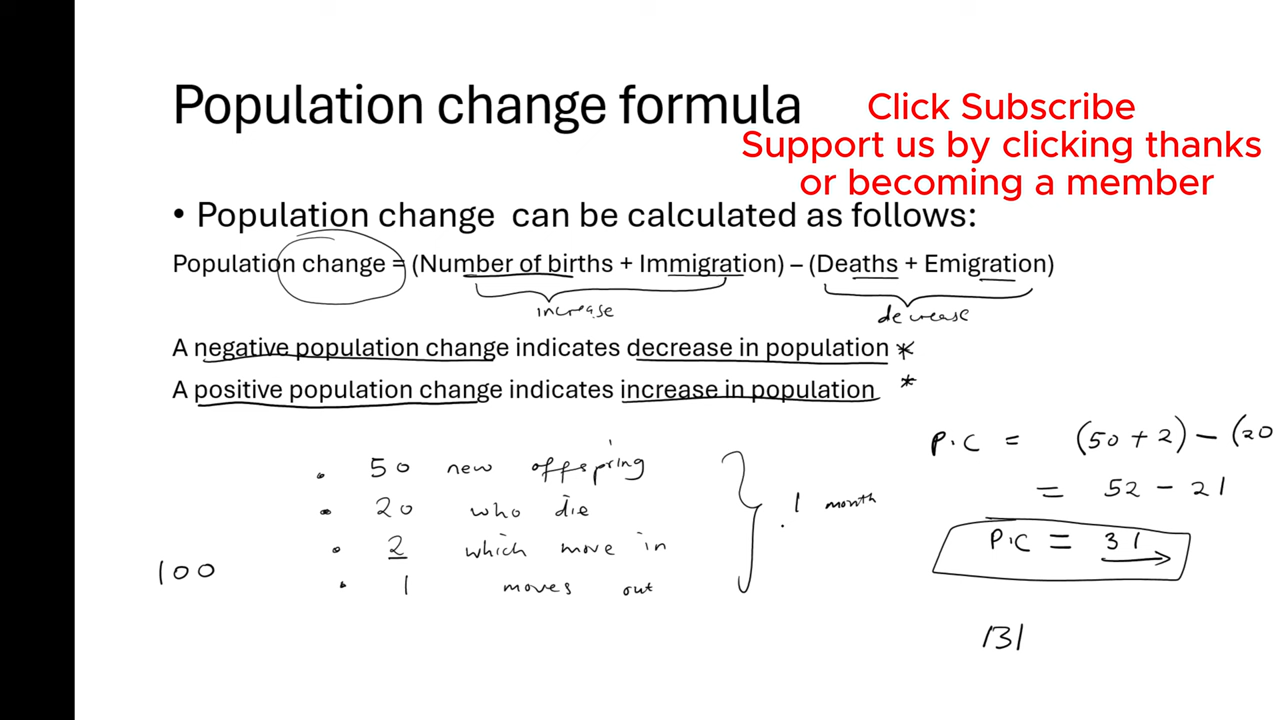 Population change formula
Click Subscribe
Support us by clicking thanks
or becoming a member
• Population change can be calculated as follows:
Population change = (Number of births + Immigration) – (Deaths + Emigration)
increase
decrease
A negative population change indicates decrease in population *
A positive population change indicates increase in population *
P.C = (50 + 2) - (20
• 50 new offspring
= 52 - 21
• 20 who die
1 month
P.C = 31
• 2 which move in
100
• 1 moves out
131